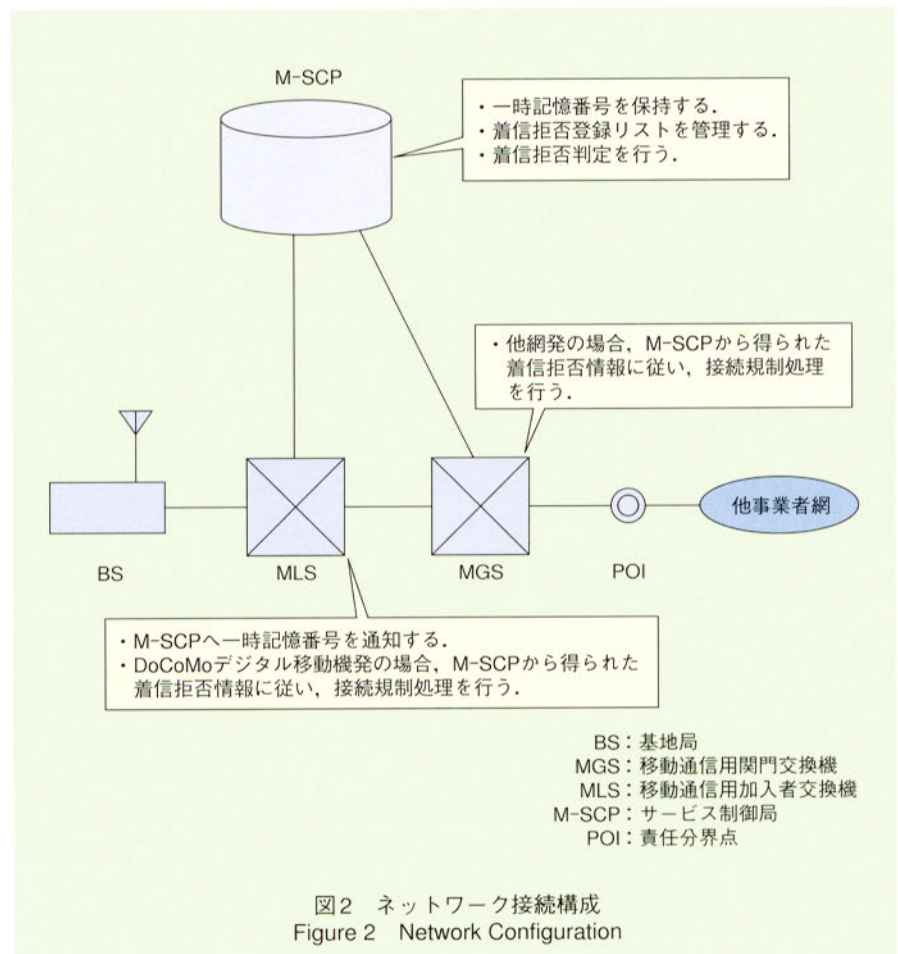 M-SCP
・一時記憶番号を保持する．
・着信拒否登録リストを管理する．
・着信拒否判定を行う．
・他網発の場合，M-SCPから得られた
着信拒否情報に従い，接続規制処理
を行う．
他事業者網
BS
MLS
MGS
POI
・M-SCPへ一時記憶番号を通知する．
・DoCoMoデジタル移動機発の場合，M-SCPから得られた
着信拒否情報に従い，接続規制処理を行う．
BS：基地局
MGS：移動通信用関門交換機
MLS：移動通信用加入者交換機
M-SCP：サービス制御局
POI：責任分界点
図2　ネットワーク接続構成
Figure 2　Network Configuration